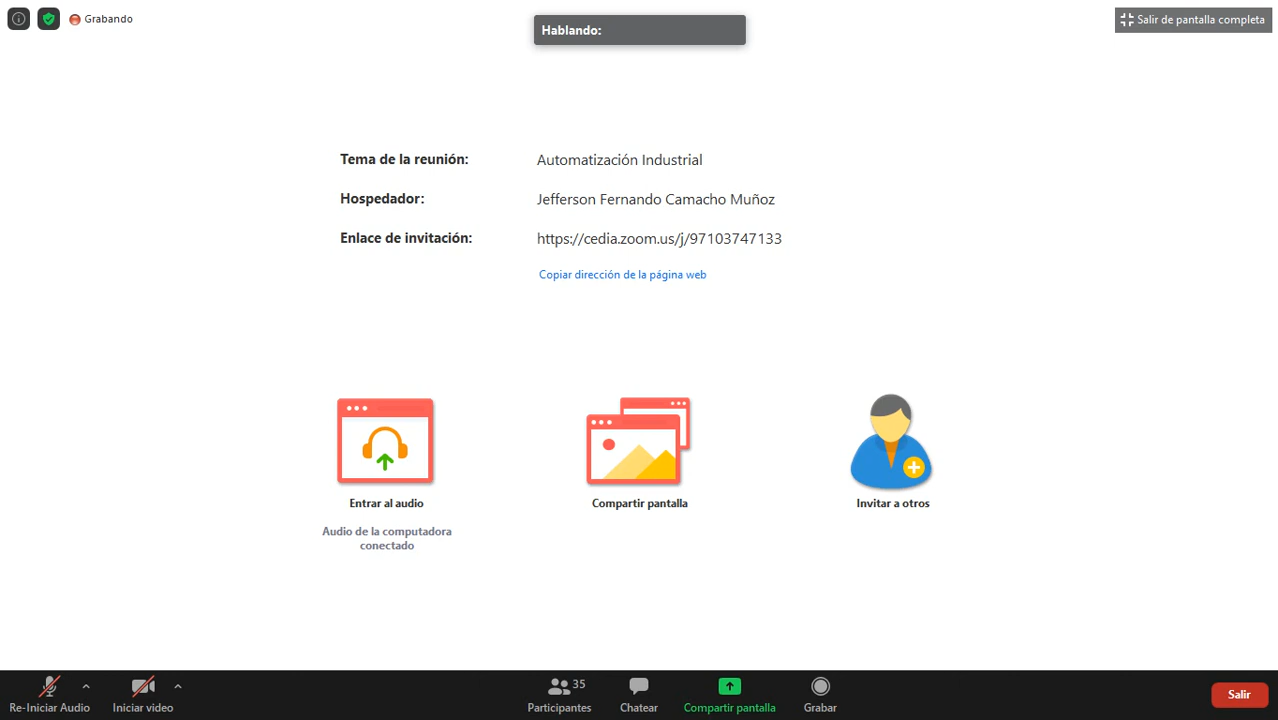 Grabando
Hablando:
Salir de pantalla completa
Tema de la reunión: Automatización Industrial
Hospedador: Jefferson Fernando Camacho Muñoz
Enlace de invitación: https://cedia.zoom.us/j/97103747133
Copiar dirección de la página web
Entrar al audio
Compartir pantalla
Invitar a otros
Audio de la computadora
conectado
35
Re-Iniciar Audio
Iniciar video
Participantes
Chatear
Compartir pantalla
Grabar
Salir